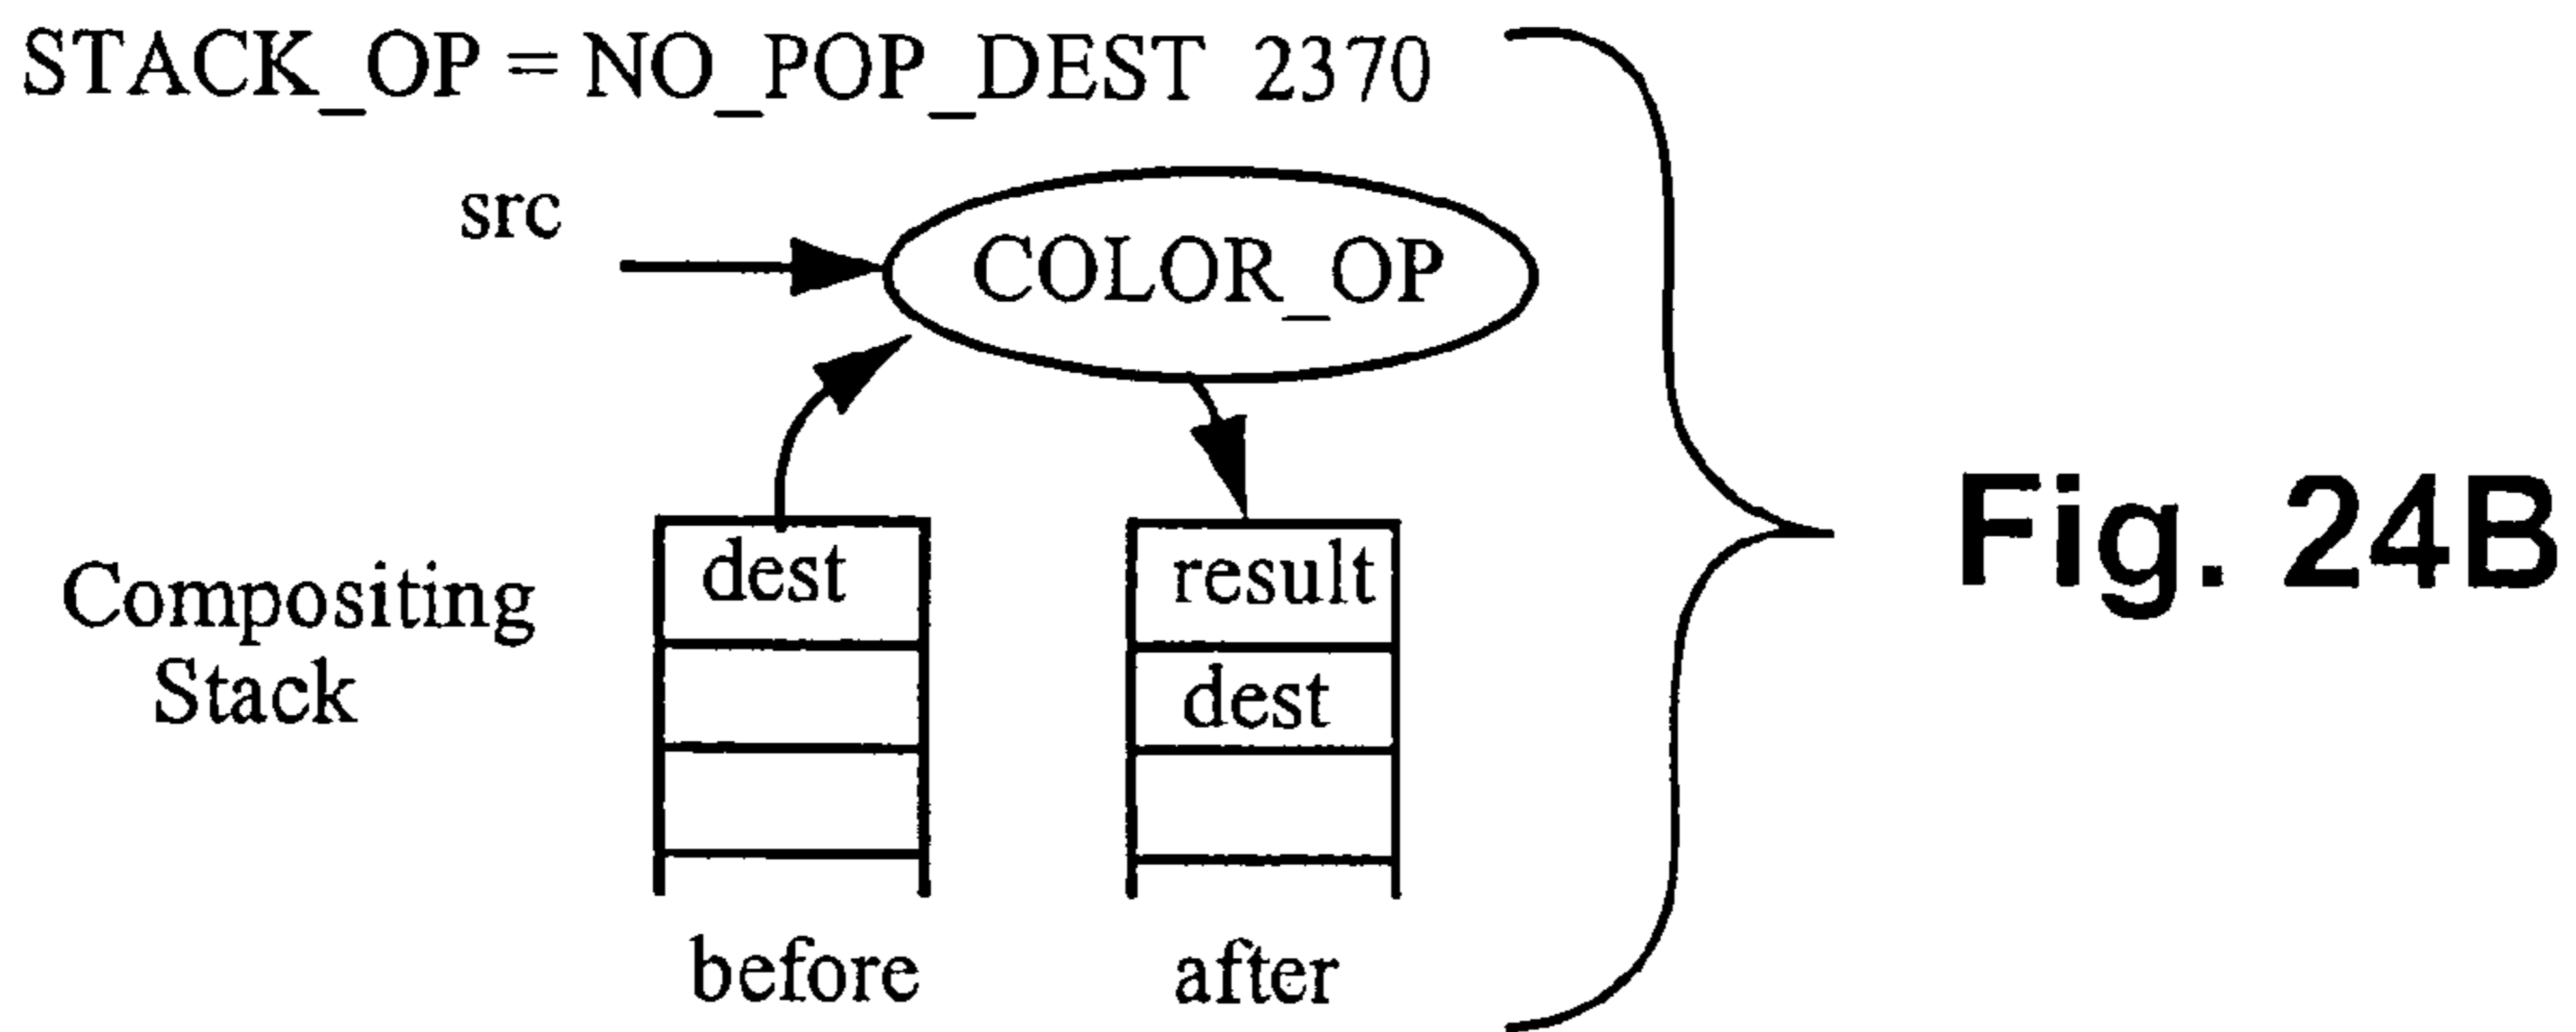 STACK_OP = NO_POP_DEST 2370
src
COLOR_OP
dest
result
dest
Compositing
Stack
before
after
Fig. 24B